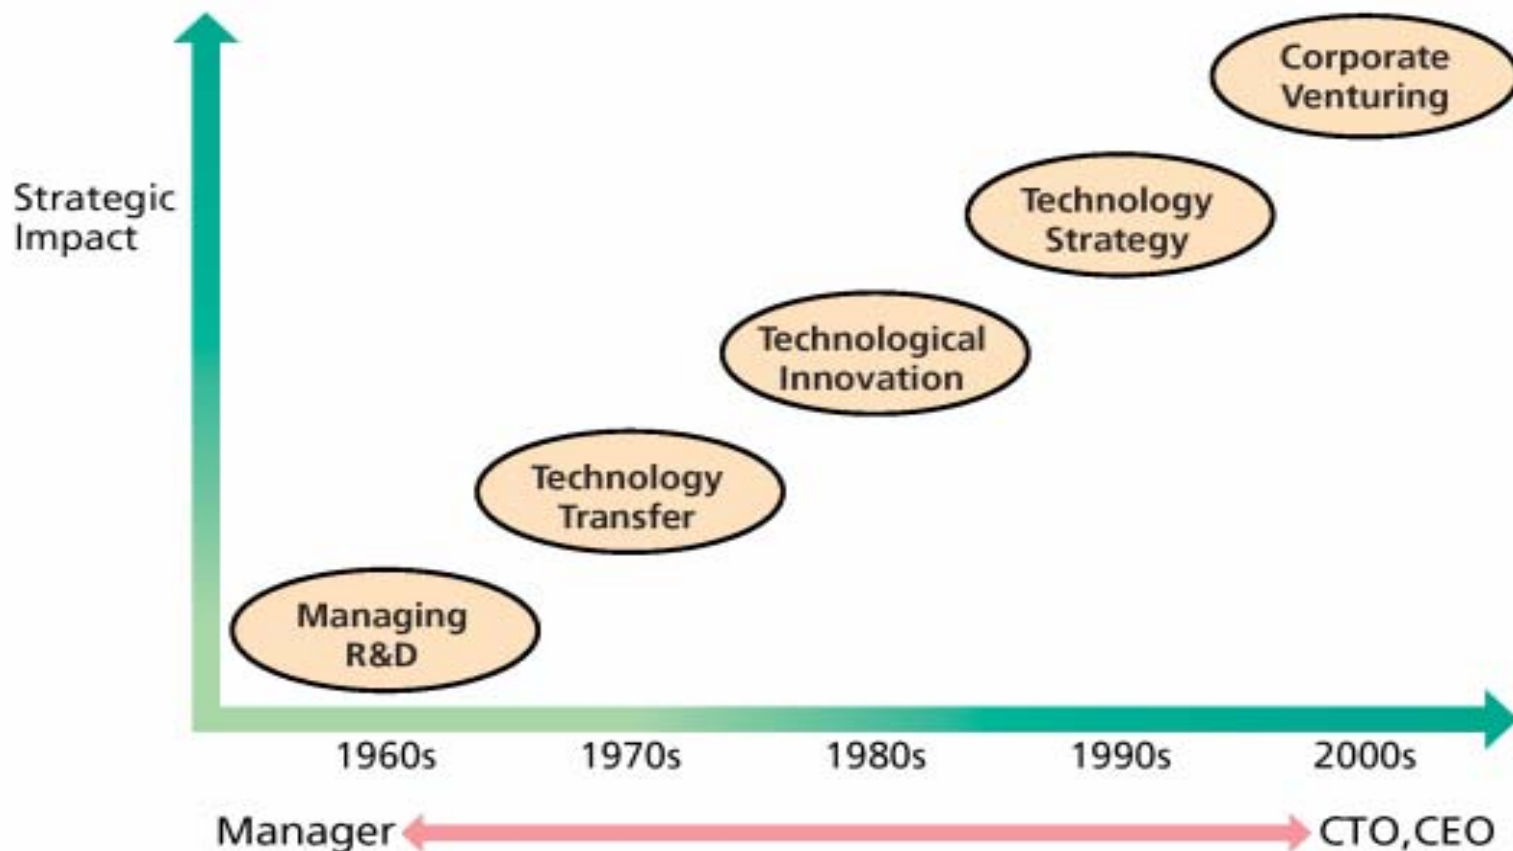 Corporate
Venturing
Strategic
Impact
Technology
Strategy
Technological
Innovation
Technology
Transfer
Managing
R&D
1960s 1970s 1980s 1990s 2000s
Manager CTO,CEO